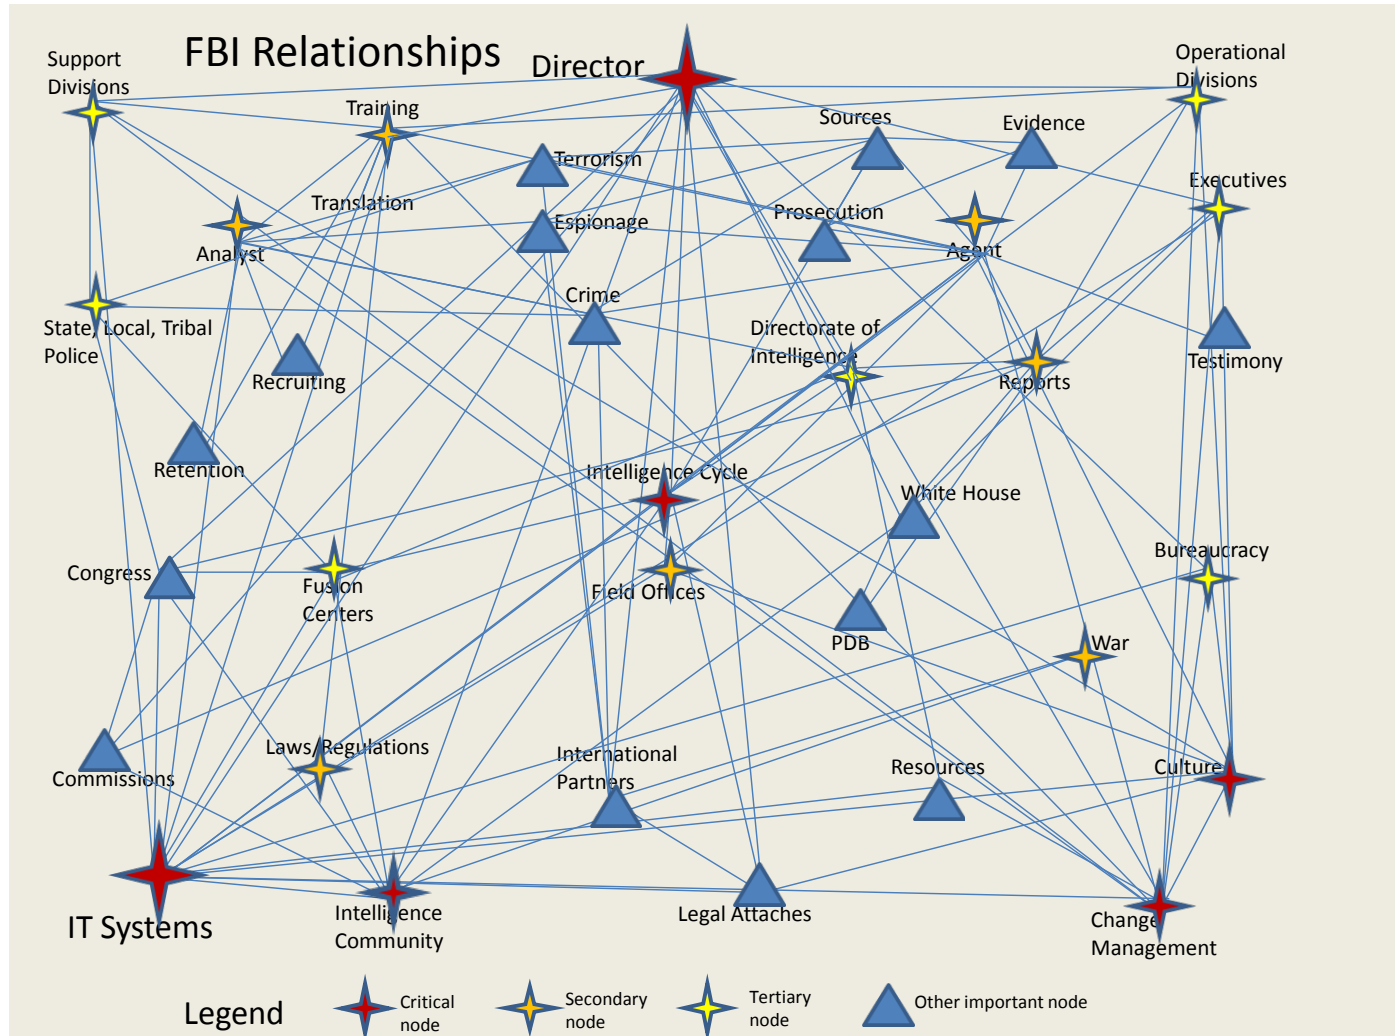 FBI Relationships
Support
Divisions
Director
Operational
Divisions
Training
Sources
Evidence
Terrorism
Executives
Translation
Espionage
Prosecution
Analyst
Agent
Crime
State, Local, Tribal
Police
Directorate of
Intelligence
Testimony
Recruiting
Reports
Retention
Intelligence Cycle
White House
Congress
Fusion
Centers
Field Offices
Bureaucracy
PDB
War
Laws/Regulations
International
Partners
Resources
Culture
Commissions
IT Systems
Intelligence
Community
Legal Attaches
Change
Management
Legend
Critical
node
Secondary
node
Tertiary
node
Other important node